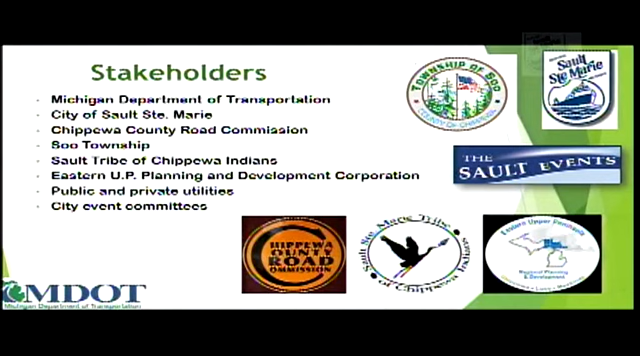 Stakeholders
Michigan Department of Transportation
City of Sault Ste. Marie
Chippewa County Road Commission
Soo Township
Sault Tribe of Chippewa Indians
Eastern U.P. Planning and Development Corporation
Public and private utilities
City event committees
TOWNSHIP OF SOO
COUNTY OF CHIPPEWA
Sault
Ste Marie
THE
SAULT EVENTS
CHIPPEWA
COUNTY
ROAD
COMMISSION
Sault Ste. Marie Tribe
of Chippewa Indians
Eastern Upper Peninsula
Regional Planning
& Development
MDOT
Michigan Department of Transportation